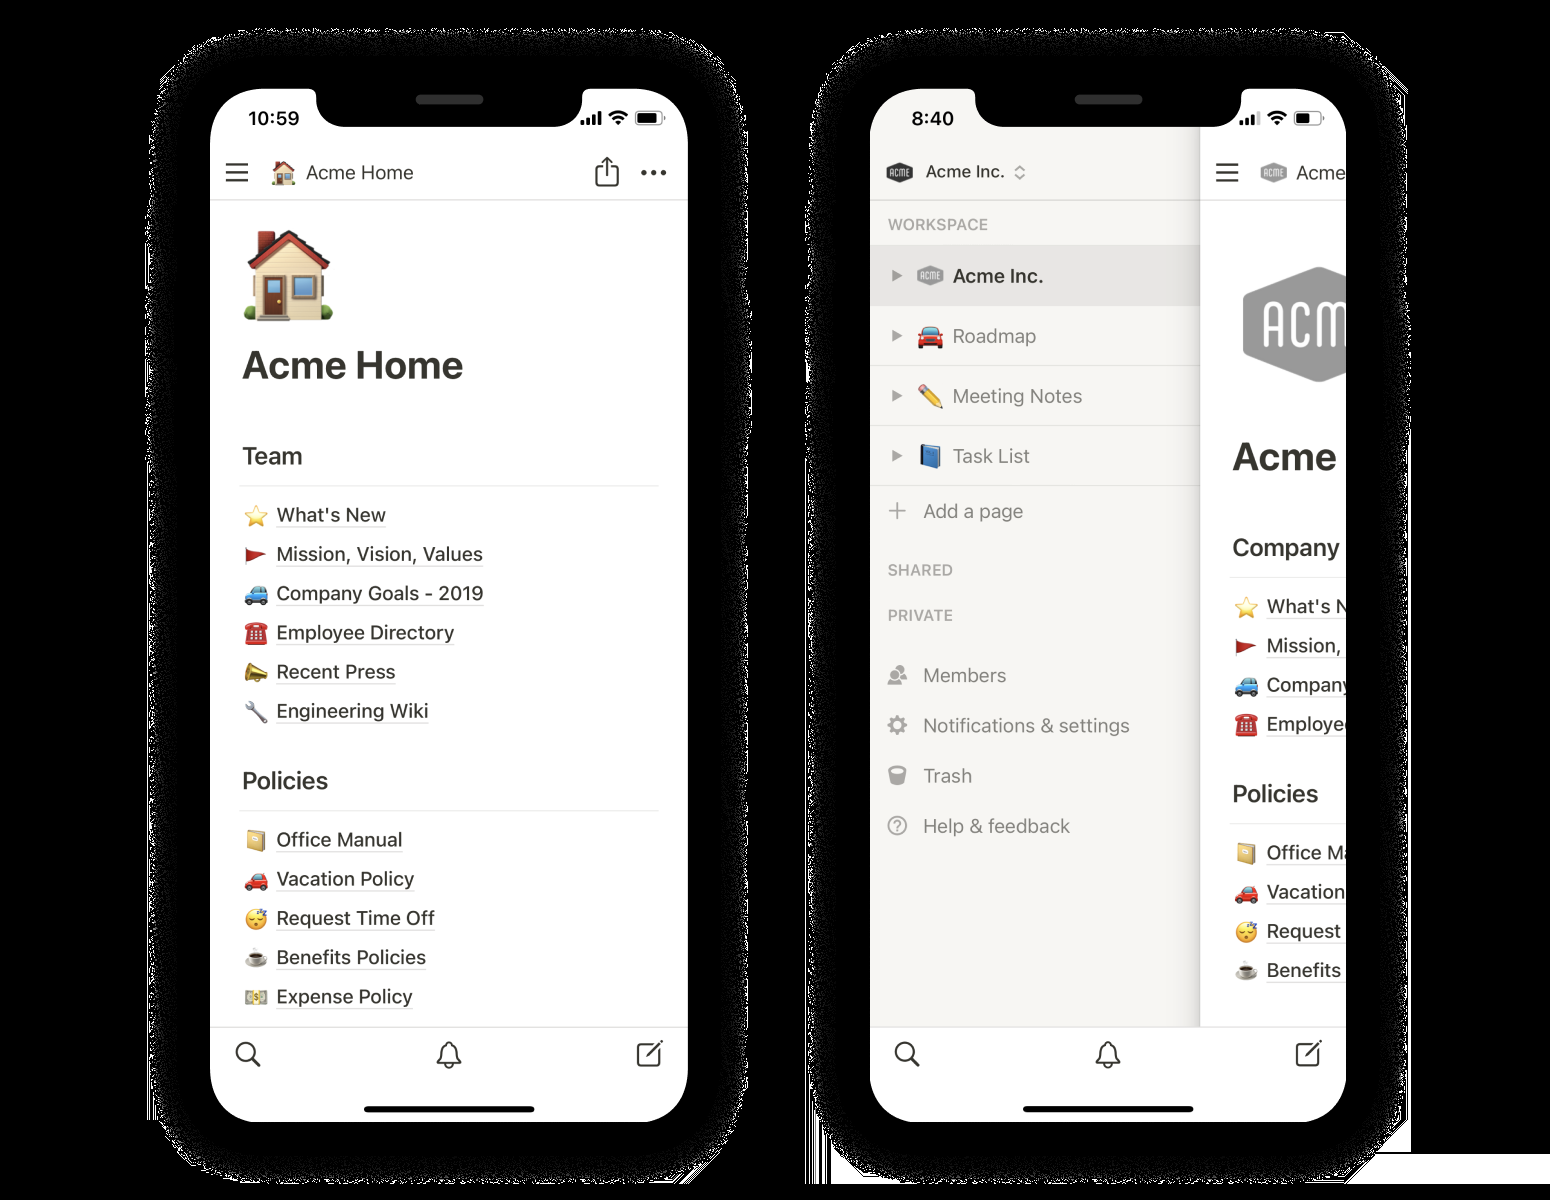 10:59
Acme Home
Acme Home
Team
What's New
Mission, Vision, Values
Company Goals - 2019
Employee Directory
Recent Press
Engineering Wiki
Policies
Office Manual
Vacation Policy
Request Time Off
Benefits Policies
Expense Policy
8:40
ACME Acme Inc.
WORKSPACE
ACME Acme Inc.
Roadmap
Meeting Notes
Task List
Add a page
SHARED
PRIVATE
Members
Notifications & settings
Trash
Help & feedback
ACME Acme
ACM
Acme
Company
What's N
Mission,
Company
Employe
Policies
Office Ma
Vacation
Request
Benefits